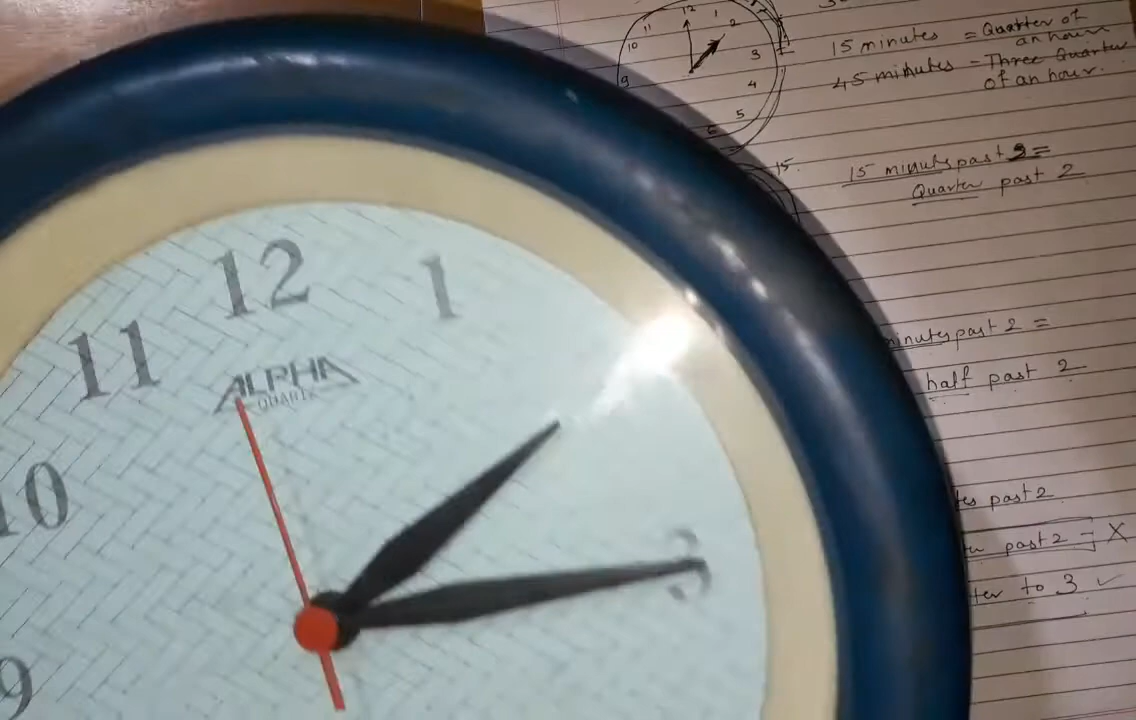 12
1
11
ALPHA
QUARTZ
10
3
9
12
1
11
2
10
3
9
4
5
6
15 minutes = Quarter of
an hour
45 minutes - Three Quarter
of an hour.
15.
15 minutes past 2 =
Quarter past 2
minutes past 2 =
half past 2
past 2
past 2 = X
to 3 ✓